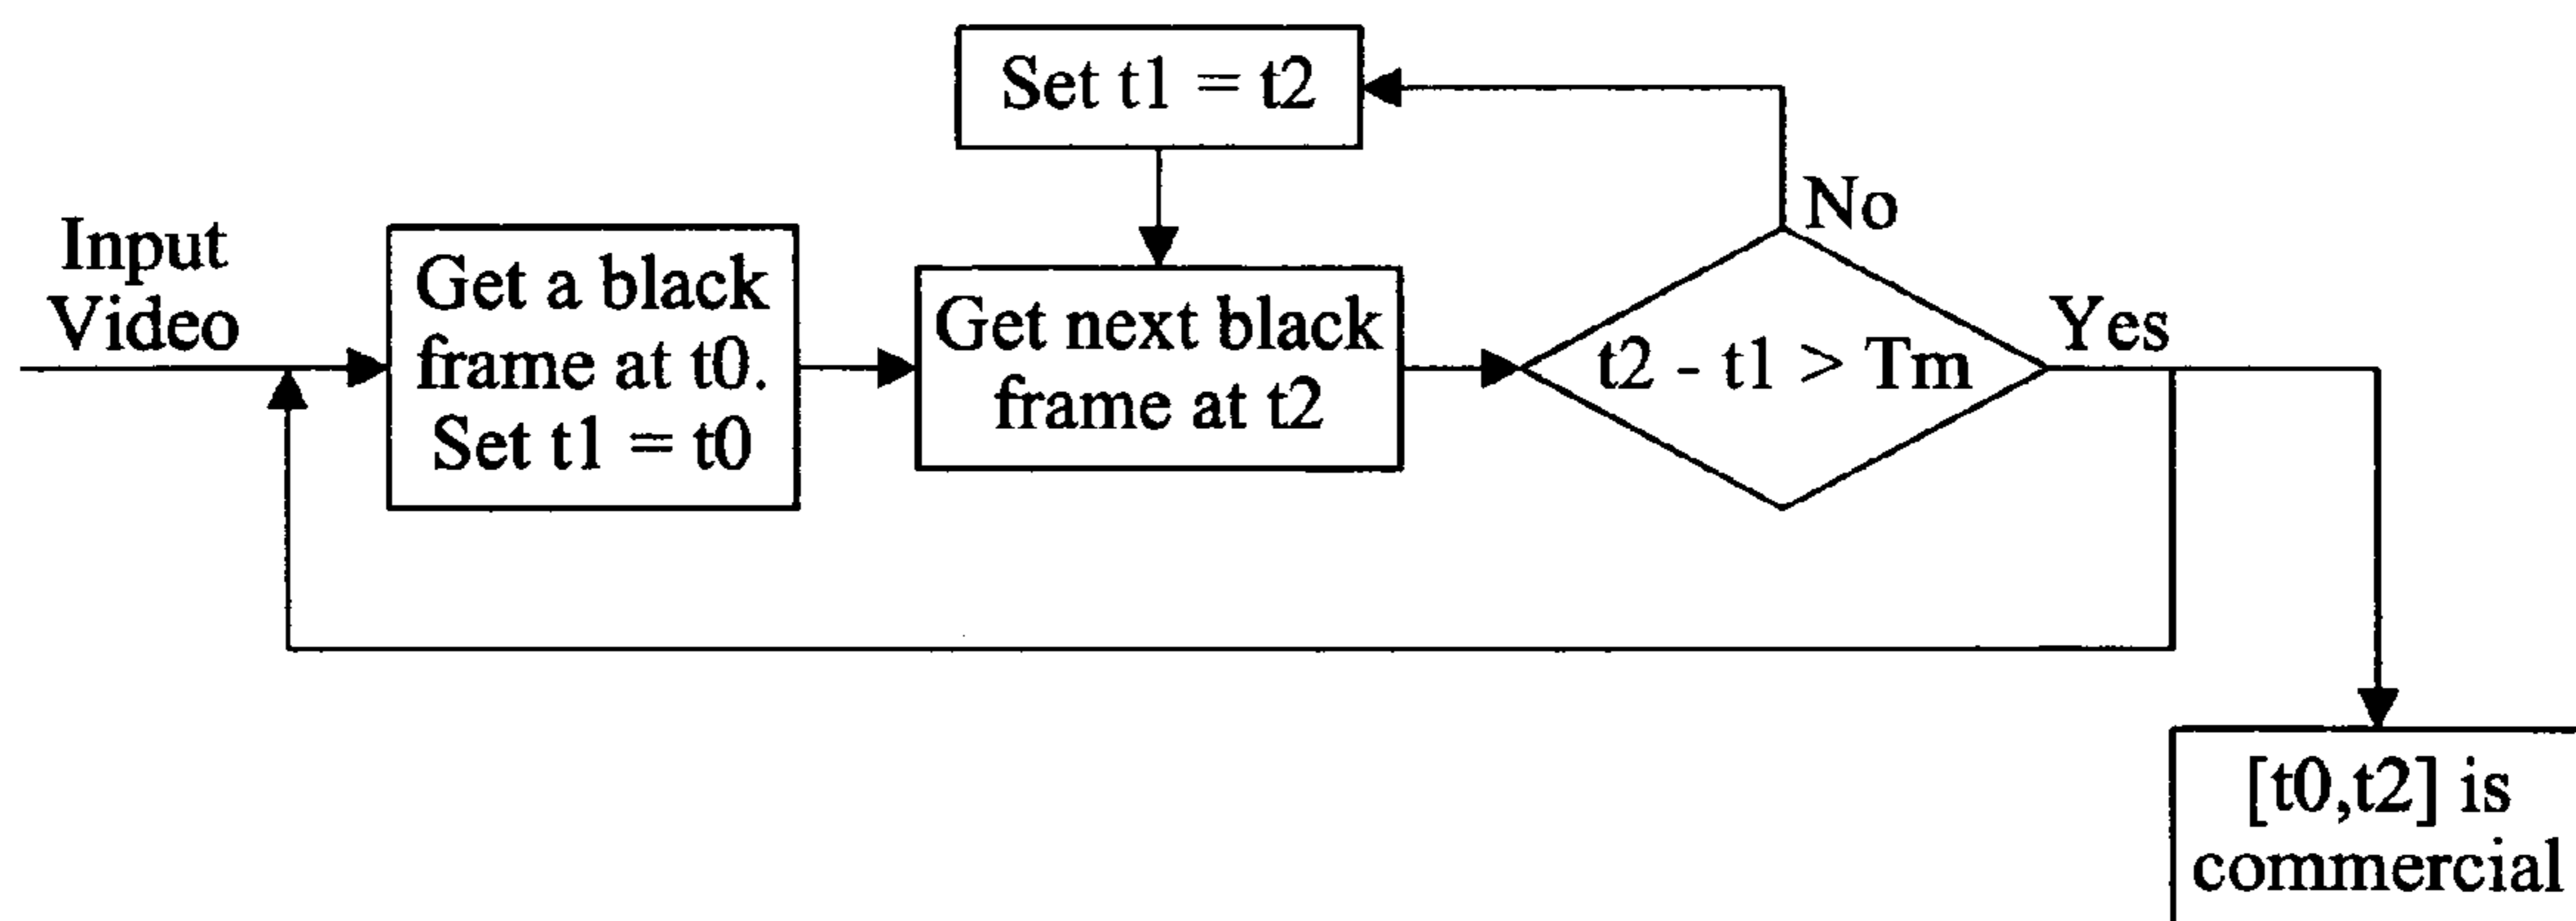 Set t1 = t2
Input
Video
Get a black
frame at t0.
Set t1 = t0
Get next black
frame at t2
t2 - t1 > Tm
No
Yes
[t0,t2] is
commercial